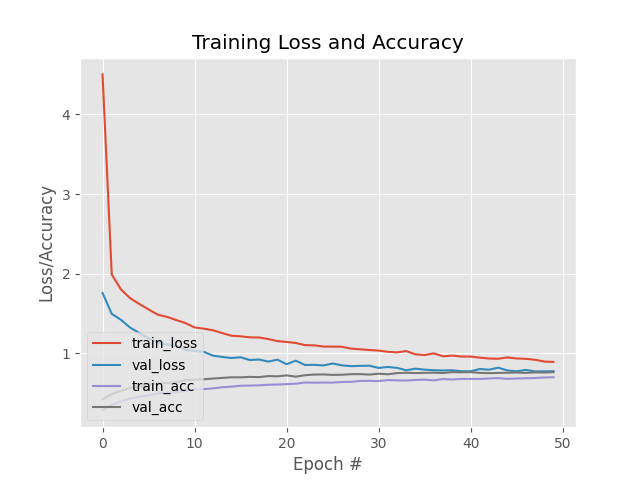 Training Loss and Accuracy
Loss/Accuracy
4
3
2
1
train_loss
val_loss
train_acc
val_acc
0 10 20 30 40 50
Epoch #